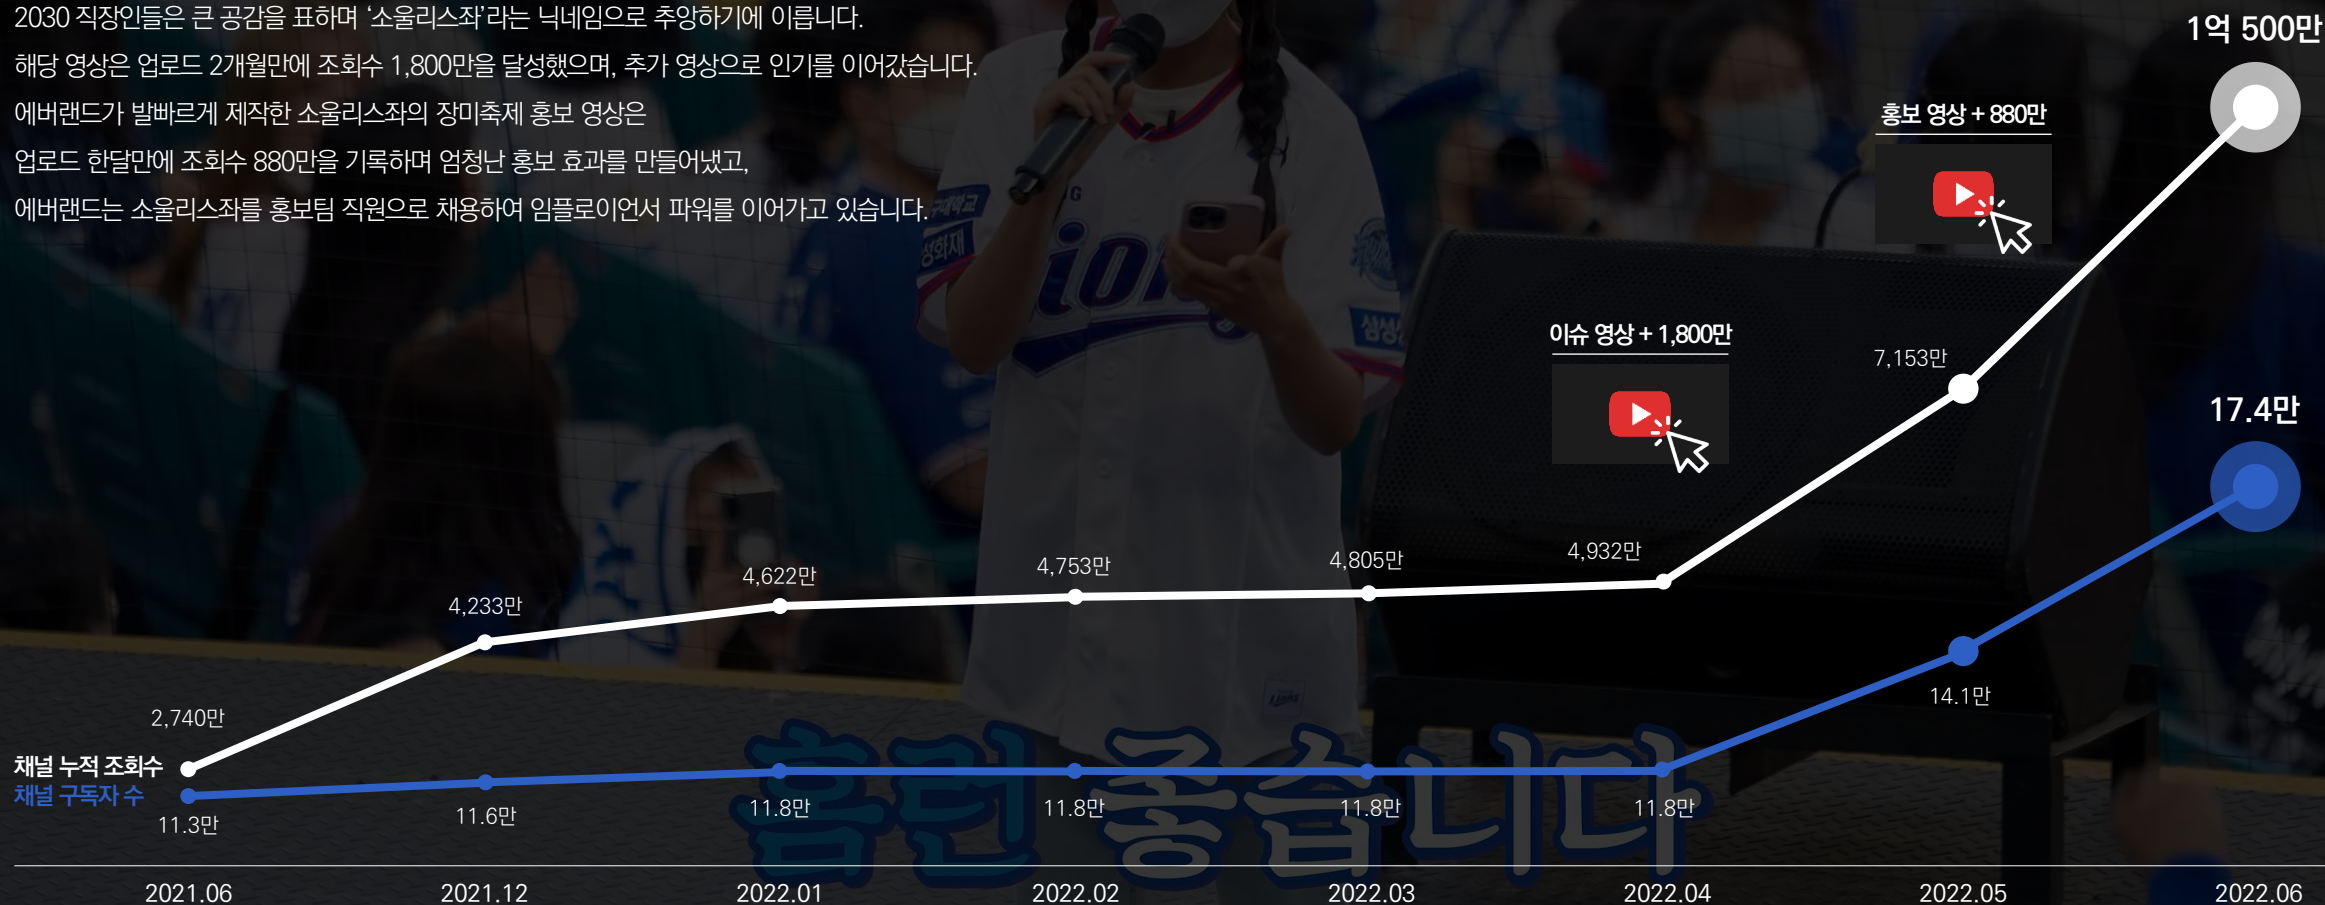 2030 직장인들은 큰 공감을 표하며 ‘소울리스좌’라는 닉네임으로 추앙하기에 이릅니다.
해당 영상은 업로드 2개월만에 조회수 1,800만을 달성했으며, 추가 영상으로 인기를 이어갔습니다.
에버랜드가 발빠르게 제작한 소울리스좌의 장미축제 홍보 영상은
업로드 한달만에 조회수 880만을 기록하며 엄청난 홍보 효과를 만들어냈고,
에버랜드는 소울리스좌를 홍보팀 직원으로 채용하여 임플로이언서 파워를 이어가고 있습니다.
1억 500만
홍보 영상 + 880만
이슈 영상 + 1,800만
7,153만
17.4만
4,932만
4,805만
4,753만
4,622만
4,233만
2,740만
채널 누적 조회수
채널 구독자 수
11.3만
11.6만
11.8만
11.8만
11.8만
11.8만
14.1만
홈런 좋습니다
2021.06
2021.12
2022.01
2022.02
2022.03
2022.04
2022.05
2022.06